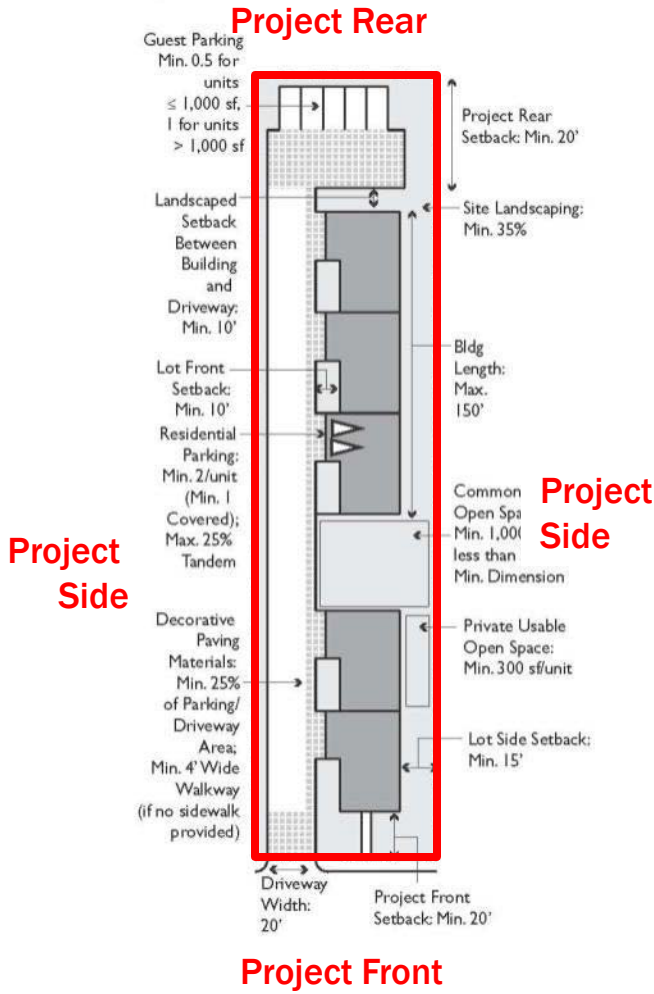 Project Rear
Guest Parking
Min. 0.5 for
units
≤ 1,000 sf,
1 for units
> 1,000 sf
Project Rear
Setback: Min. 20'
Landscaped
Setback
Between
Building
and
Driveway:
Min. 10'
Site Landscaping:
Min. 35%
Lot Front
Setback:
Min. 10'
Bldg
Length:
Max.
150'
Residential
Parking:
Min. 2/unit
(Min. 1
Covered);
Max. 25%
Tandem
Common
Open
Min.
less than
Min. Dimension
Project
Side
Project
Side
Decorative
Paving
Materials:
Min. 25%
of Parking/
Driveway
Area;
Min. 4' Wide
Walkway
(if no sidewalk
provided)
Private Usable
Open Space:
Min. 300 sf/unit
Lot Side Setback:
Min. 15'
Driveway
Width:
20'
Project Front
Setback: Min. 20'
Project Front